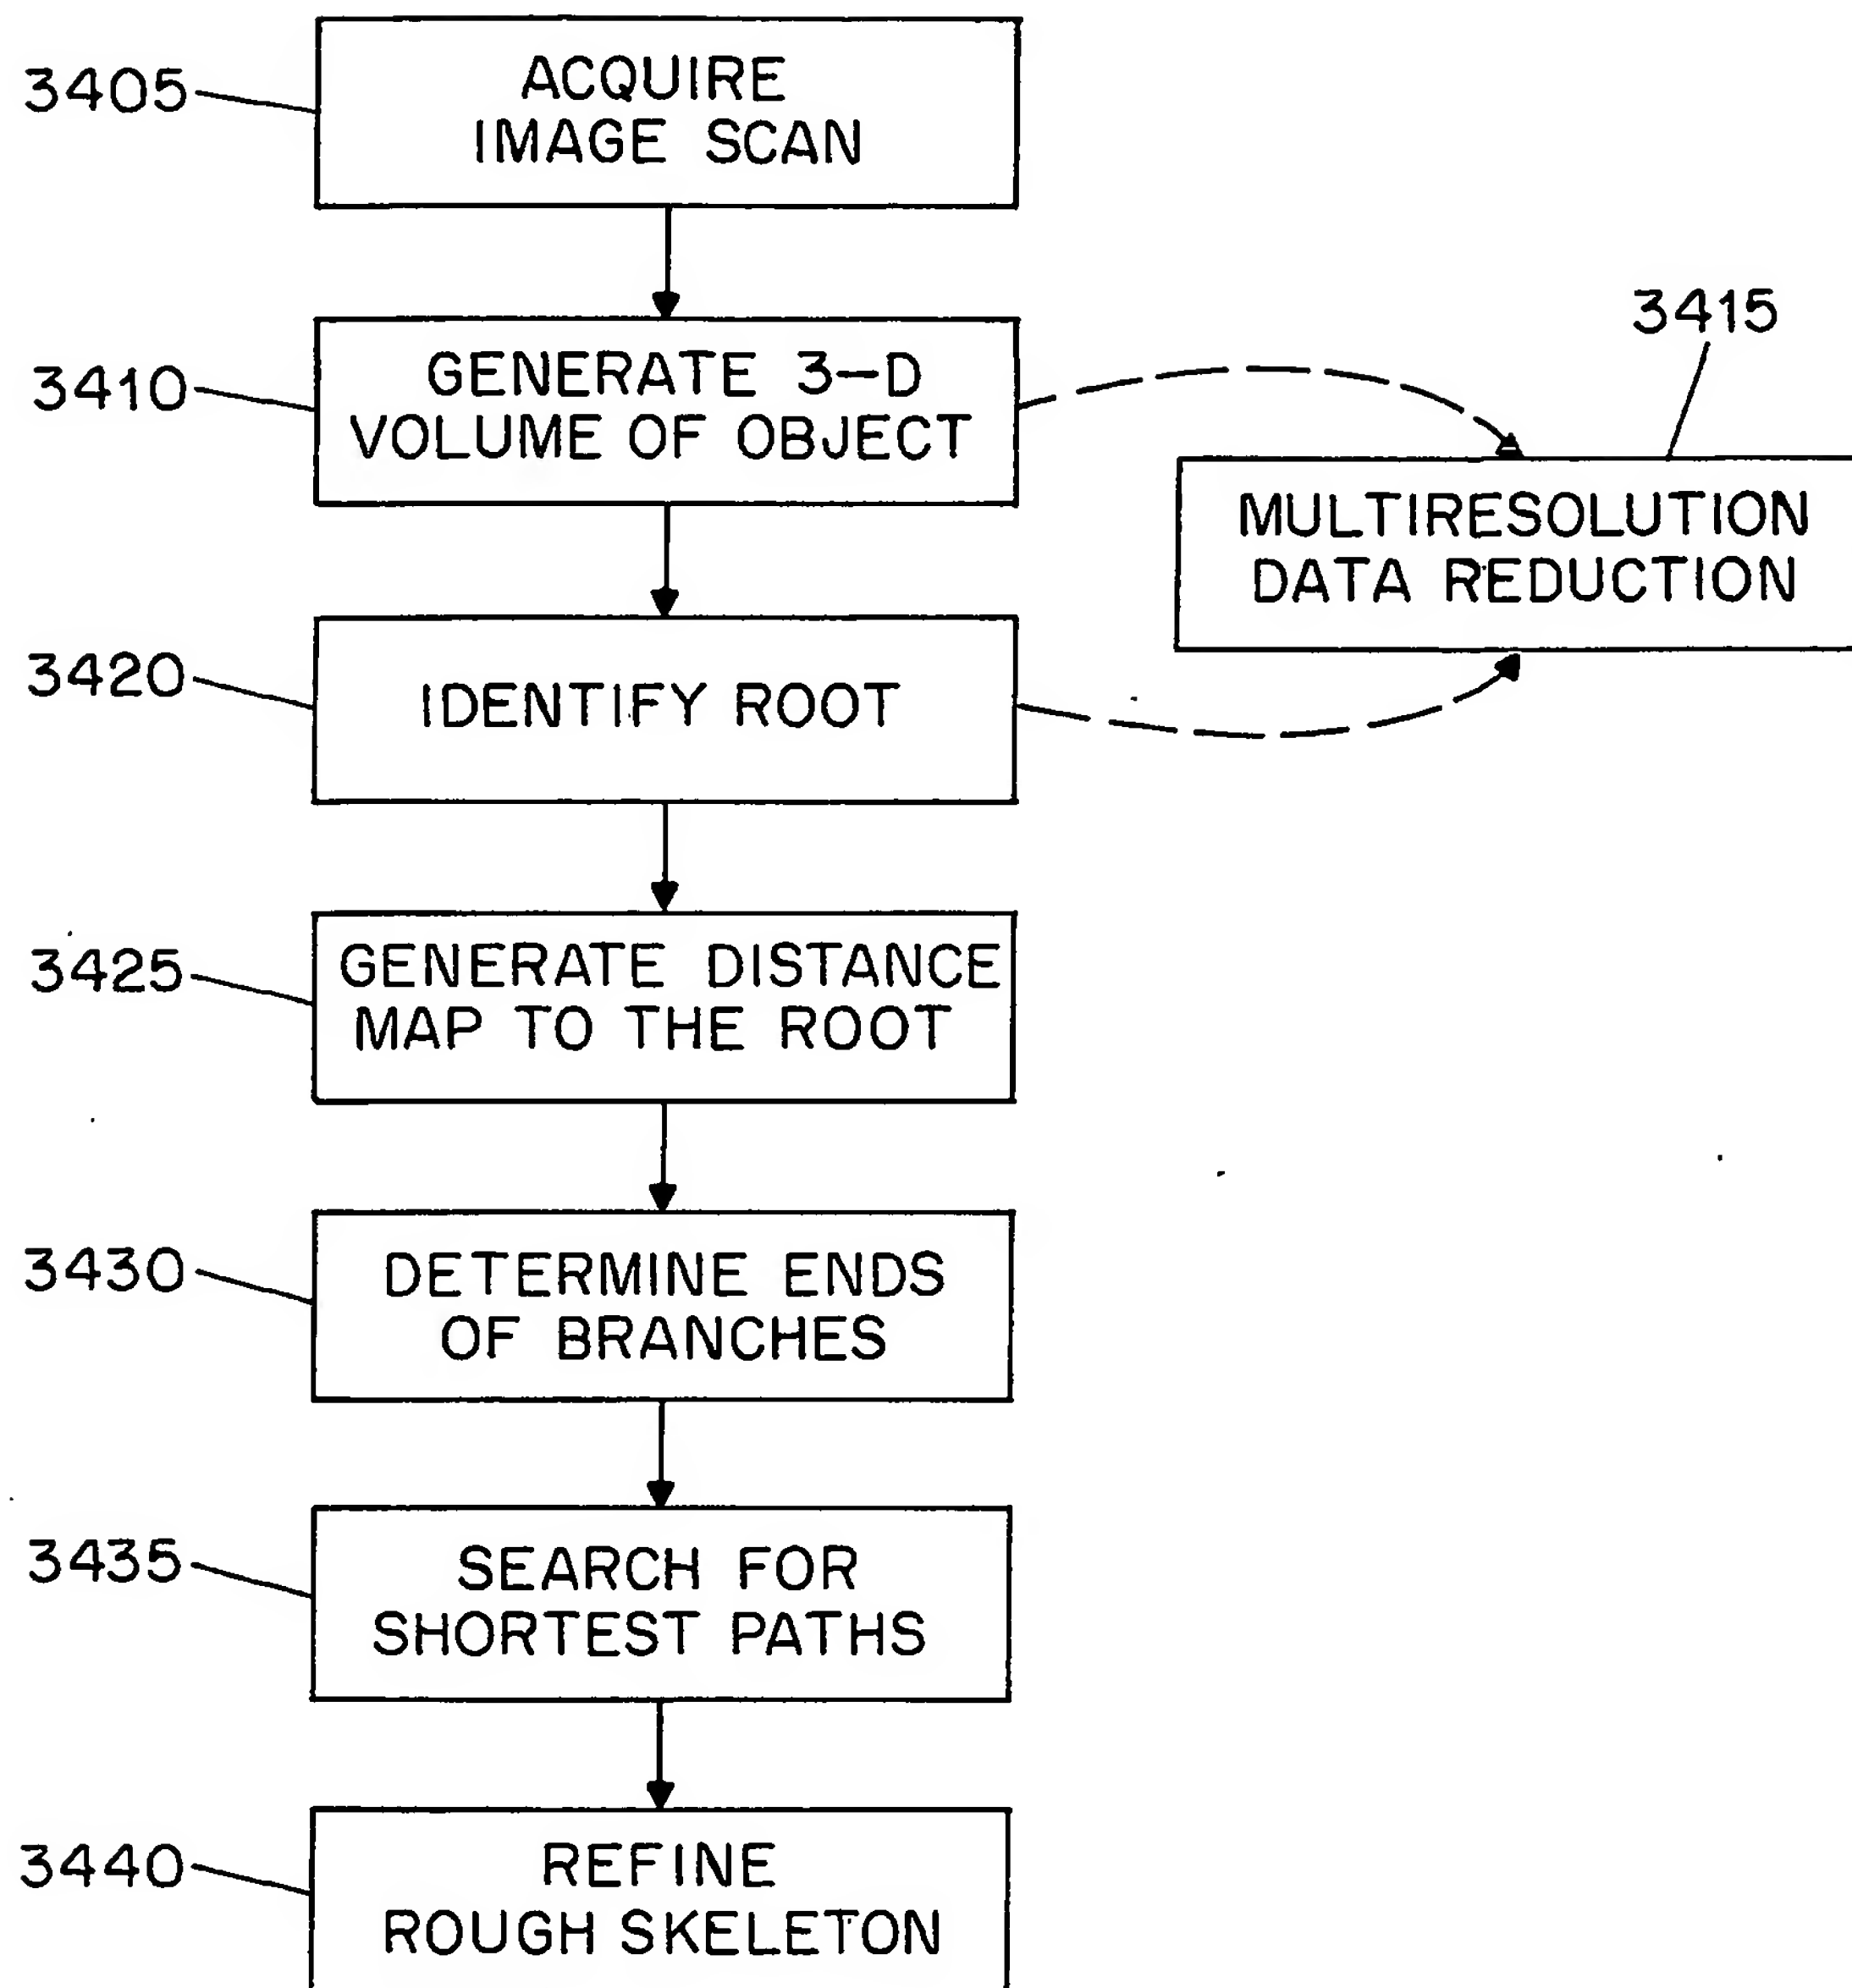 3405
ACQUIRE
IMAGE SCAN
3410
GENERATE 3-D
VOLUME OF OBJECT
3415
MULTIRESOLUTION
DATA REDUCTION
3420
IDENTIFY ROOT
3425
GENERATE DISTANCE
MAP TO THE ROOT
3430
DETERMINE ENDS
OF BRANCHES
3435
SEARCH FOR
SHORTEST PATHS
3440
REFINE
ROUGH SKELETON